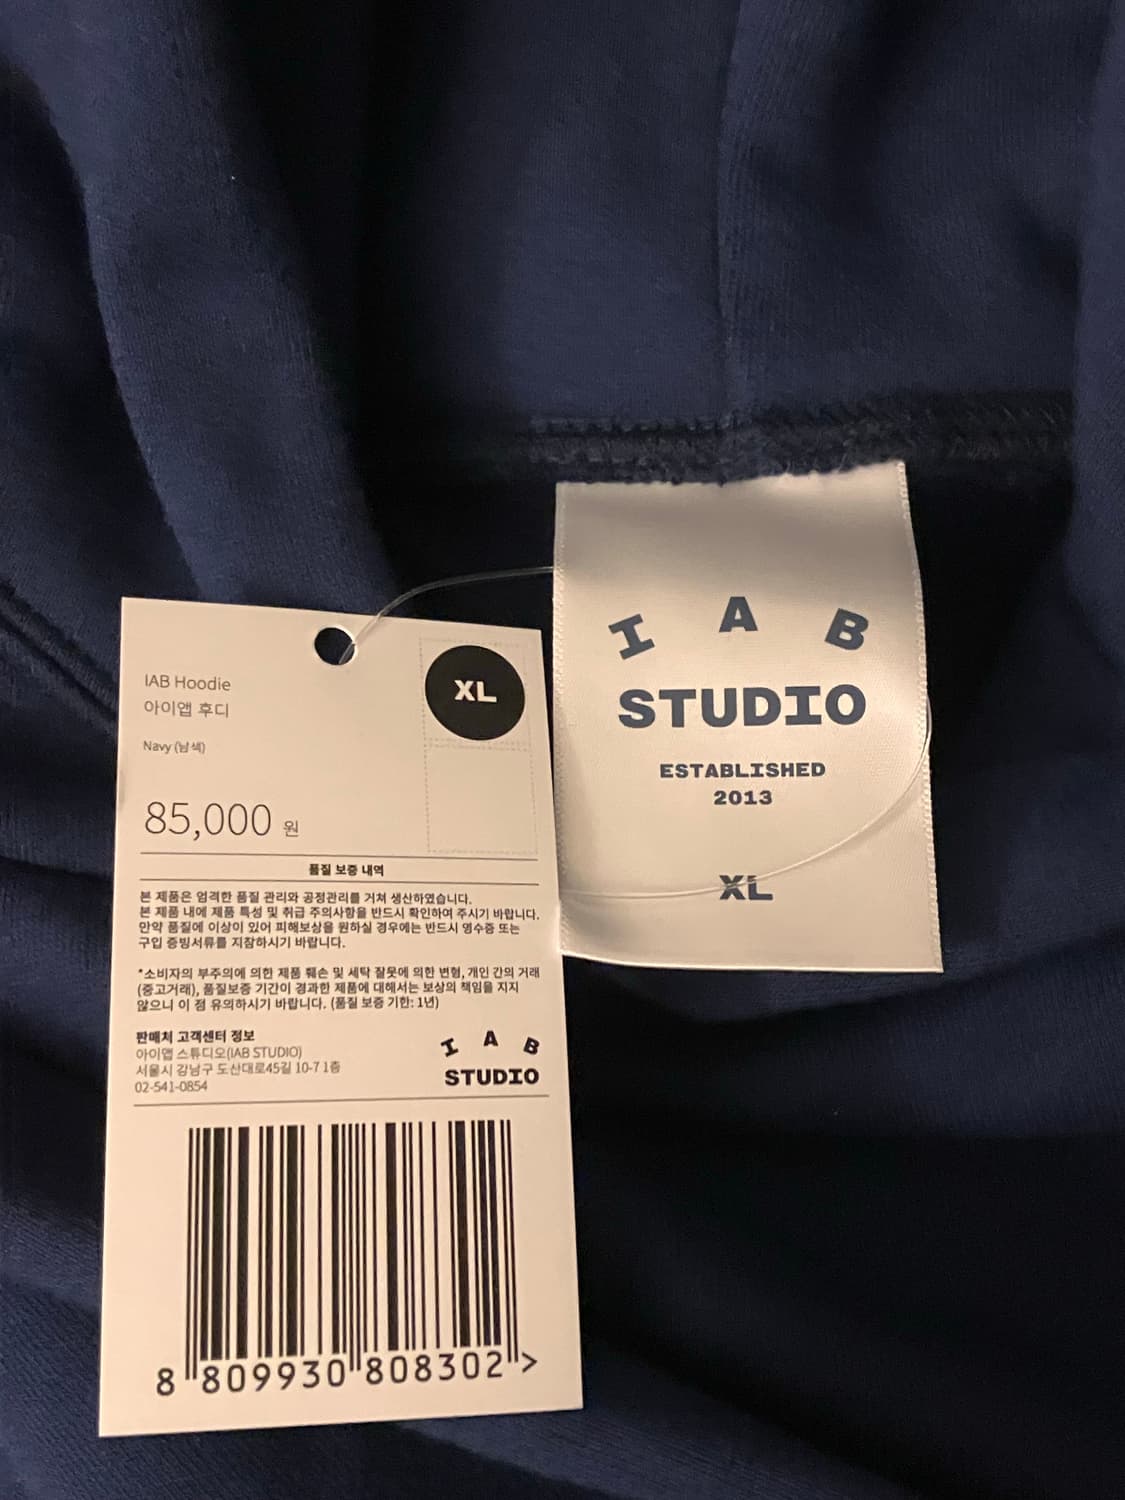 IAB Hoodie
아이앱 후디
Navy (남색)
XL
85,000 원
품질 보증 내역
본 제품은 엄격한 품질 관리와 공정관리를 거쳐 생산하였습니다.
본 제품 내에 제품 특성 및 취급 주의사항을 반드시 확인하여 주시기 바랍니다.
만약 품질에 이상이 있어 피해보상을 원하실 경우에는 반드시 영수증 또는
구입 증빙서류를 지참하시기 바랍니다.
*소비자의 부주의에 의한 제품 훼손 및 세탁 잘못에 의한 변형, 개인 간의 거래
(중고거래), 품질보증 기간이 경과한 제품에 대해서는 보상의 책임을 지지
않으니 이 점 유의하시기 바랍니다. (품질 보증 기한: 1년)
판매처 고객센터 정보
아이앱 스튜디오(IAB STUDIO)
서울시 강남구 도산대로45길 10-7 1층
02-541-0854
I A B
STUDIO
8 809930 808302 >
I A B
STUDIO
ESTABLISHED
2013
XL